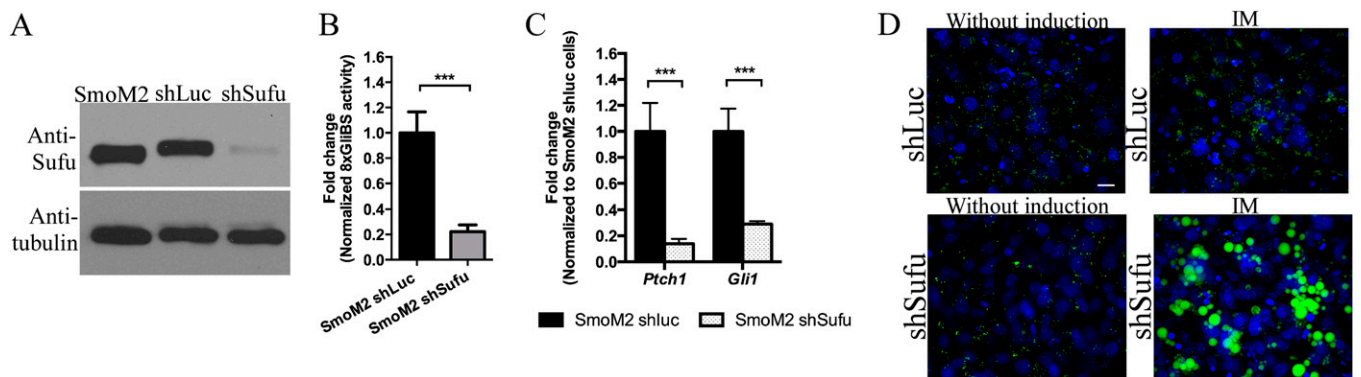 A
SmoM2 shLuc shSufu
Anti-
Sufu
Anti-
tubulin
B
Fold change
(Normalized 8xGliBS activity)
1.6
1.4
1.2
1.0
0.8
0.6
0.4
0.2
0.0
***
SmoM2 shLuc
SmoM2 shSufu
C
Fold change
(Normalized to SmoM2 shluc cells)
1.6
1.4
1.2
1.0
0.8
0.6
0.4
0.2
0.0
*** ***
Ptch1 Gli1
SmoM2 shluc SmoM2 shSufu
D
Without induction IM
shLuc shLuc
Without induction IM
shSufu shSufu